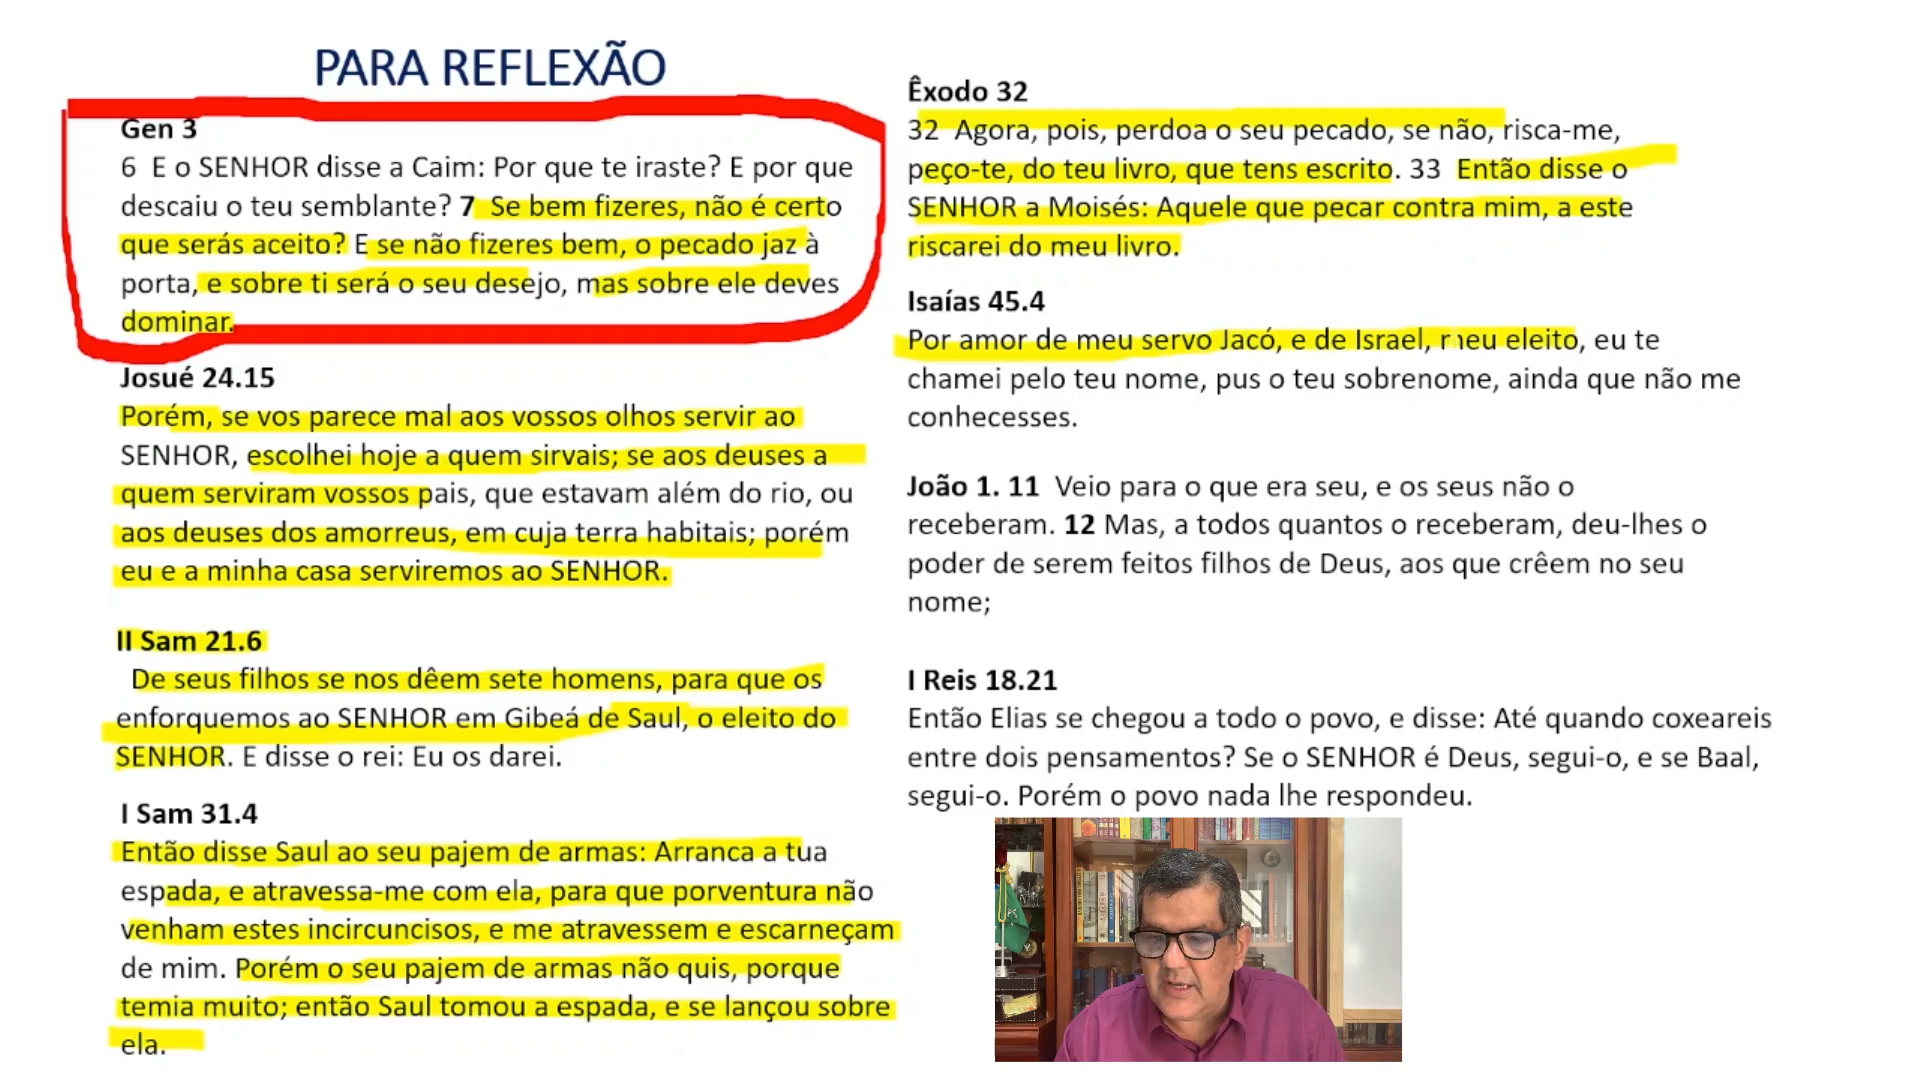 PARA REFLEXÃO
Gen 3
6 E o SENHOR disse a Caim: Por que te iraste? E por que
descaiu o teu semblante? 7 Se bem fizeres, não é certo
que serás aceito? E se não fizeres bem, o pecado jaz à
porta, e sobre ti será o seu desejo, mas sobre ele deves
dominar.
Josué 24.15
Porém, se vos parece mal aos vossos olhos servir ao
SENHOR, escolhei hoje a quem sirvais; se aos deuses a
quem serviram vossos pais, que estavam além do rio, ou
aos deuses dos amorreus, em cuja terra habitais; porém
eu e a minha casa serviremos ao SENHOR.
II Sam 21.6
De seus filhos se nos dêem sete homens, para que os
enforquemos ao SENHOR em Gibeá de Saul, o eleito do
SENHOR. E disse o rei: Eu os darei.
I Sam 31.4
Então disse Saul ao seu pajem de armas: Arranca a tua
espada, e atravessa-me com ela, para que porventura não
venham estes incircuncisos, e me atravessem e escarneçam
de mim. Porém o seu pajem de armas não quis, porque
temia muito; então Saul tomou a espada, e se lançou sobre
ela.
Êxodo 32
32 Agora, pois, perdoa o seu pecado, se não, risca-me,
peço-te, do teu livro, que tens escrito. 33 Então disse o
SENHOR a Moisés: Aquele que pecar contra mim, a este
riscarei do meu livro.
Isaías 45.4
Por amor de meu servo Jacó, e de Israel, meu eleito, eu te
chamei pelo teu nome, pus o teu sobrenome, ainda que não me
conhecesses.
João 1. 11 Veio para o que era seu, e os seus não o
receberam. 12 Mas, a todos quantos o receberam, deu-lhes o
poder de serem feitos filhos de Deus, aos que crêem no seu
nome;
I Reis 18.21
Então Elias se chegou a todo o povo, e disse: Até quando coxeareis
entre dois pensamentos? Se o SENHOR é Deus, segui-o, e se Baal,
segui-o. Porém o povo nada lhe respondeu.